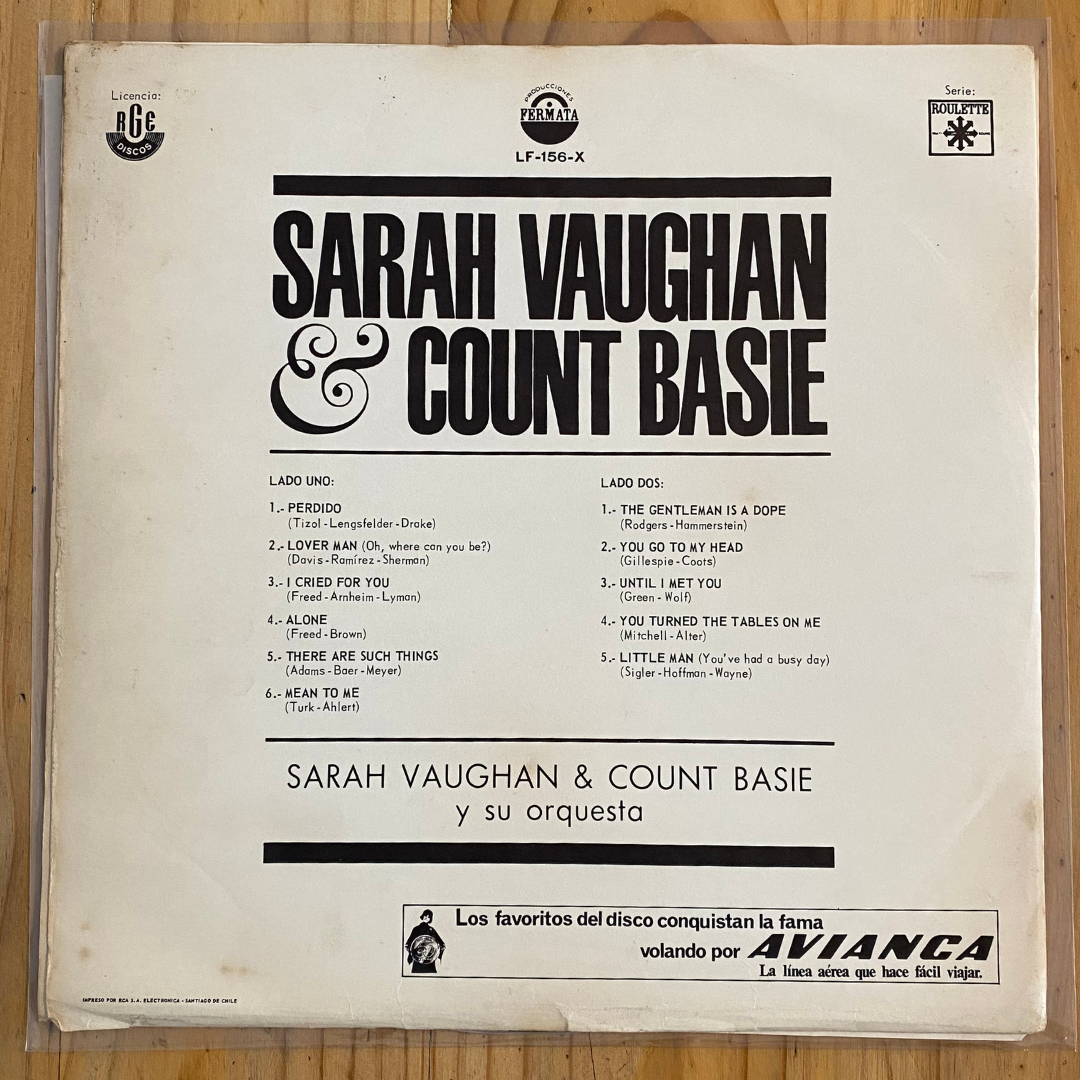 Licencia:
RGE
DISCOS
PRODUCCIONES
FERMATA
LF-156-X
Serie:
ROULETTE
SARAH VAUGHAN
& COUNT BASIE
LADO UNO:
1.- PERDIDO
(Tizol - Lengsfelder - Drake)
2.- LOVER MAN (Oh, where can you be?)
(Davis - Ramírez - Sherman)
3.- I CRIED FOR YOU
(Freed - Arnheim - Lyman)
4.- ALONE
(Freed - Brown)
5.- THERE ARE SUCH THINGS
(Adams - Baer - Meyer)
6.- MEAN TO ME
(Turk - Ahlert)
LADO DOS:
1.- THE GENTLEMAN IS A DOPE
(Rodgers - Hammerstein)
2.- YOU GO TO MY HEAD
(Gillespie - Coots)
3.- UNTIL I MET YOU
(Green - Wolf)
4.- YOU TURNED THE TABLES ON ME
(Mitchell - Alter)
5.- LITTLE MAN (You've had a busy day)
(Sigler - Hoffman - Wayne)
SARAH VAUGHAN & COUNT BASIE
y su orquesta
Los favoritos del disco conquistan la fama
volando por AVIANCA
La línea aérea que hace fácil viajar.
IMPRESO POR RCA S.A. ELECTRONICA - SANTIAGO DE CHILE